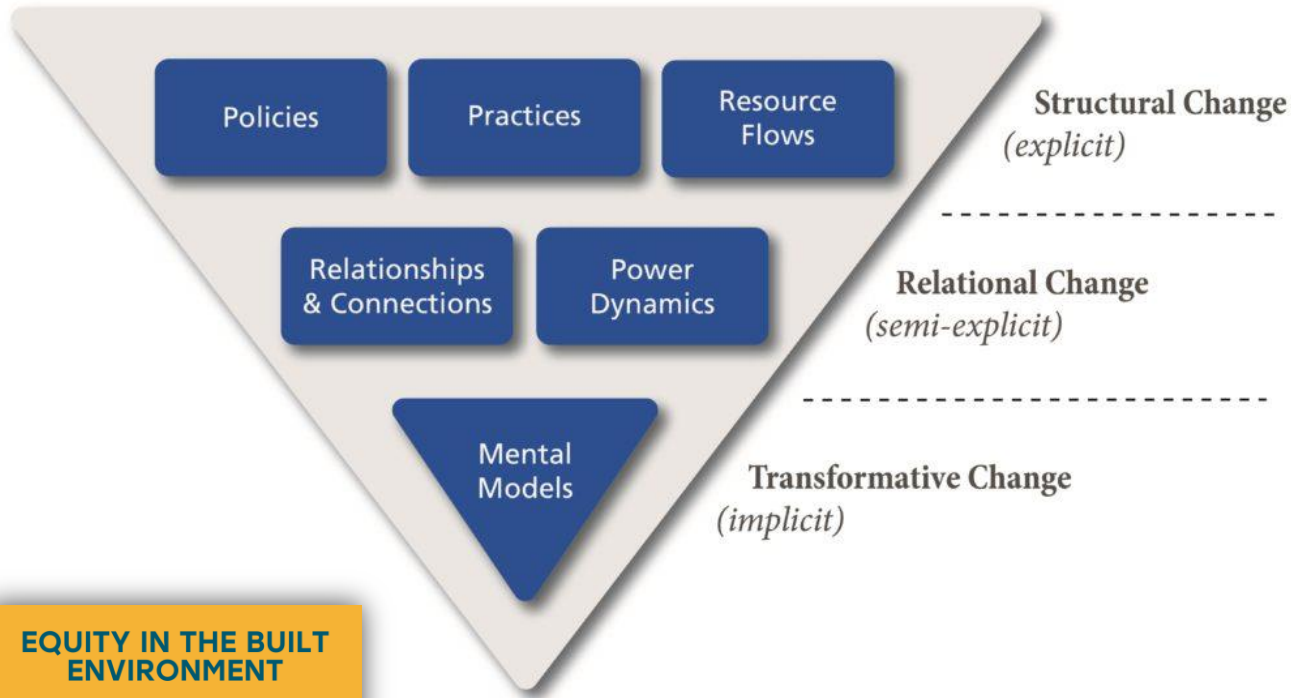 Policies
Practices
Resource
Flows
Structural Change
(explicit)
Relationships
& Connections
Power
Dynamics
Relational Change
(semi-explicit)
Mental
Models
Transformative Change
(implicit)
EQUITY IN THE BUILT
ENVIRONMENT